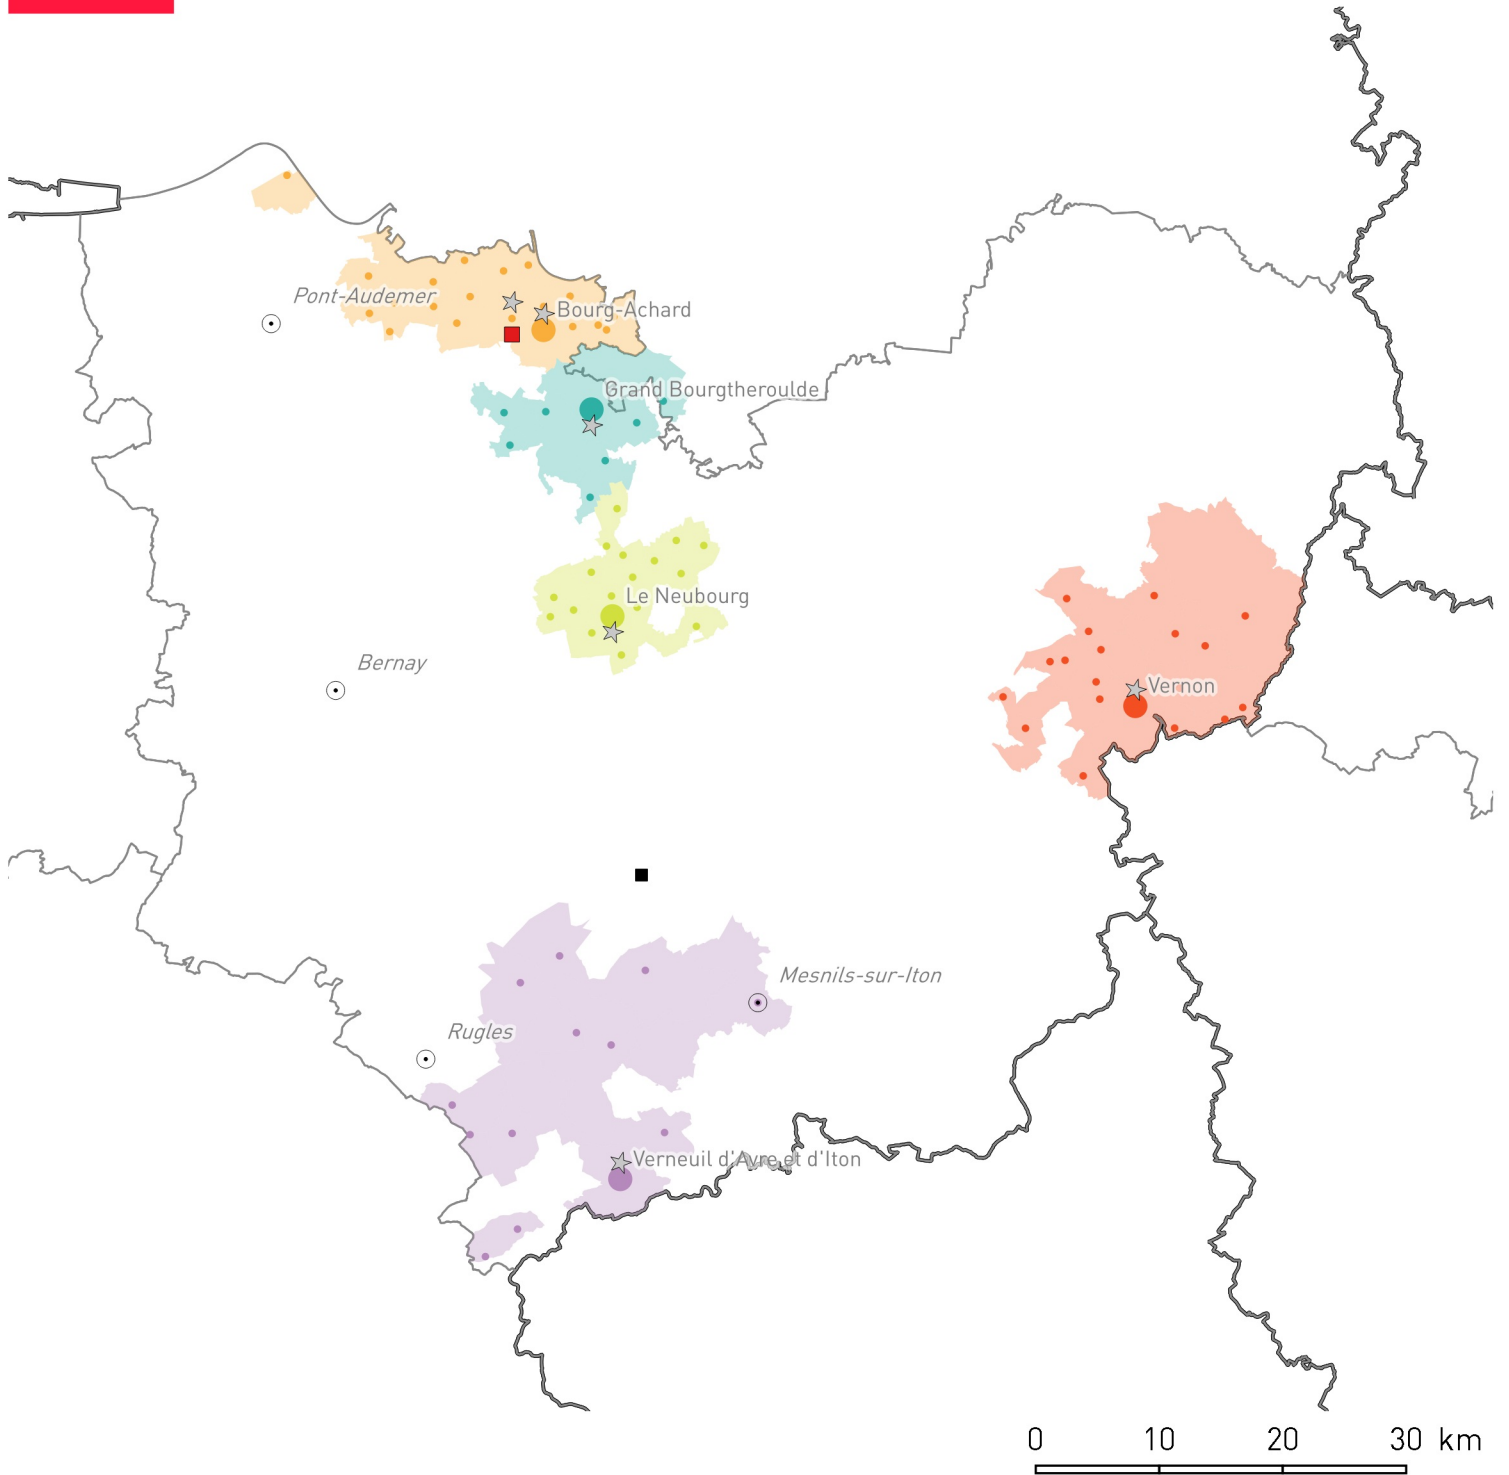 Pont-Audemer
Bourg-Achard
Grand Bourgtheroulde
Le Neubourg
Bernay
Vernon
Mesnils-sur-Iton
Rugles
Verneuil d'Avre et d'Iton
0 10 20 30 km